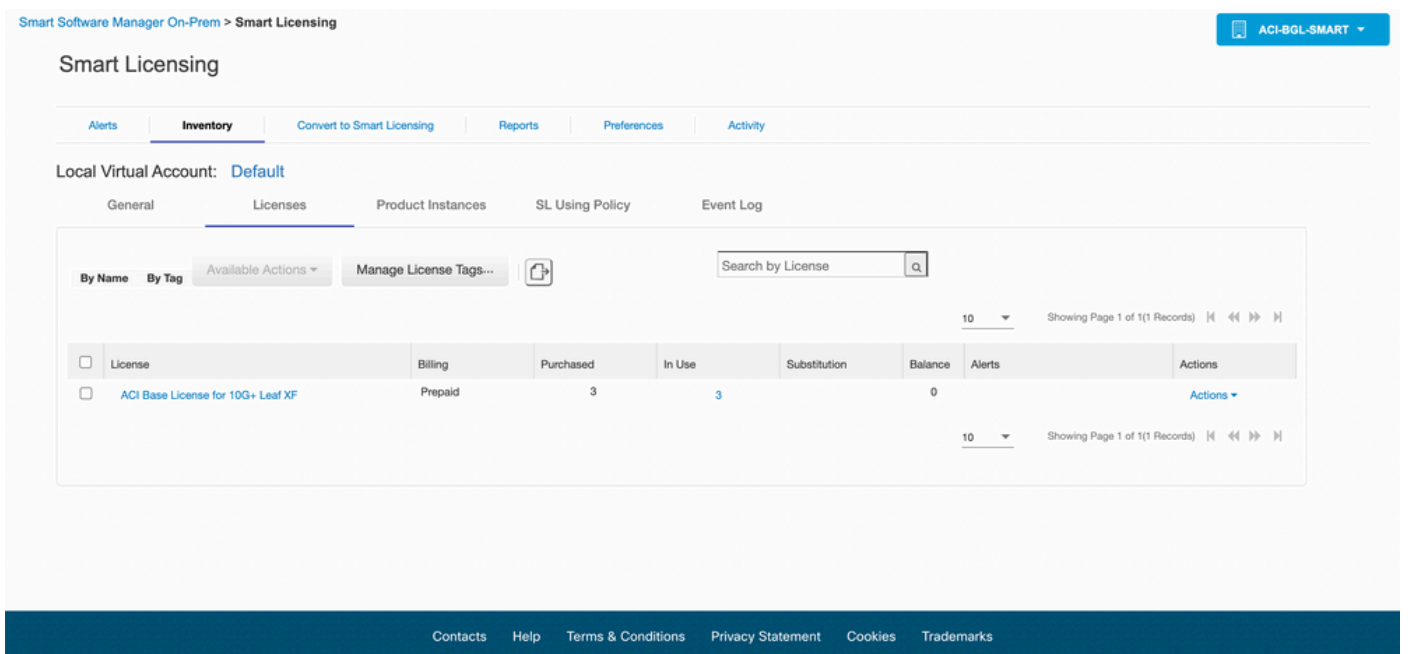 Smart Software Manager On-Prem > Smart Licensing
ACI-BGL-SMART
Smart Licensing
Alerts Inventory Convert to Smart Licensing Reports Preferences Activity
Local Virtual Account: Default
General Licenses Product Instances SL Using Policy Event Log
By Name By Tag Available Actions Manage License Tags... Search by License
10 Showing Page 1 of 1(1 Records)
License Billing Purchased In Use Substitution Balance Alerts Actions
ACI Base License for 10G+ Leaf XF Prepaid 3 3 0 Actions
10 Showing Page 1 of 1(1 Records)
Contacts Help Terms & Conditions Privacy Statement Cookies Trademarks